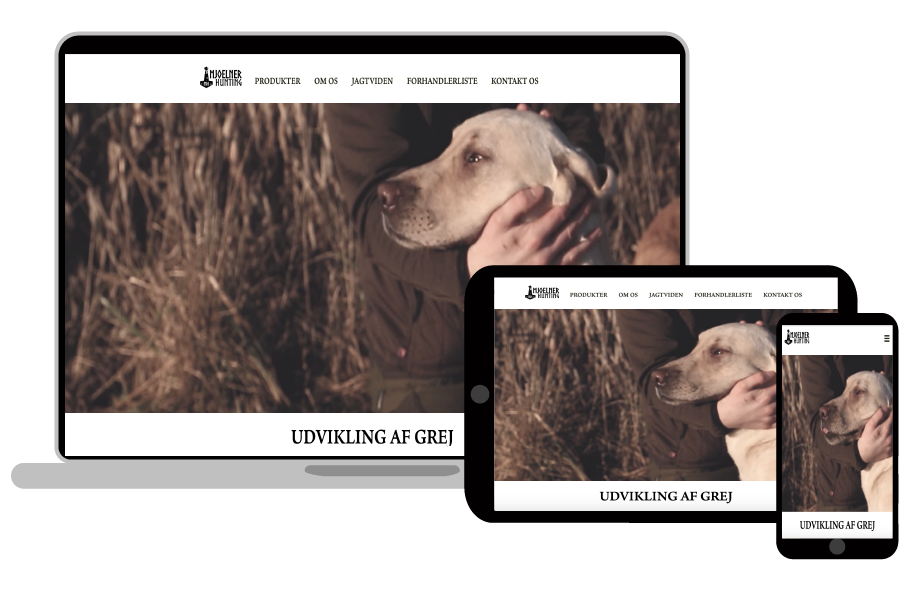 MJOELNER
HUNTING
PRODUKTER OM OS JAGTVIDEN FORHANDLERLISTE KONTAKT OS
UDVIKLING AF GREJ
MJOELNER
HUNTING
PRODUKTER OM OS JAGTVIDEN FORHANDLERLISTE KONTAKT OS
UDVIKLING AF GREJ
MJOELNER
HUNTING
UDVIKLING AF GREJ